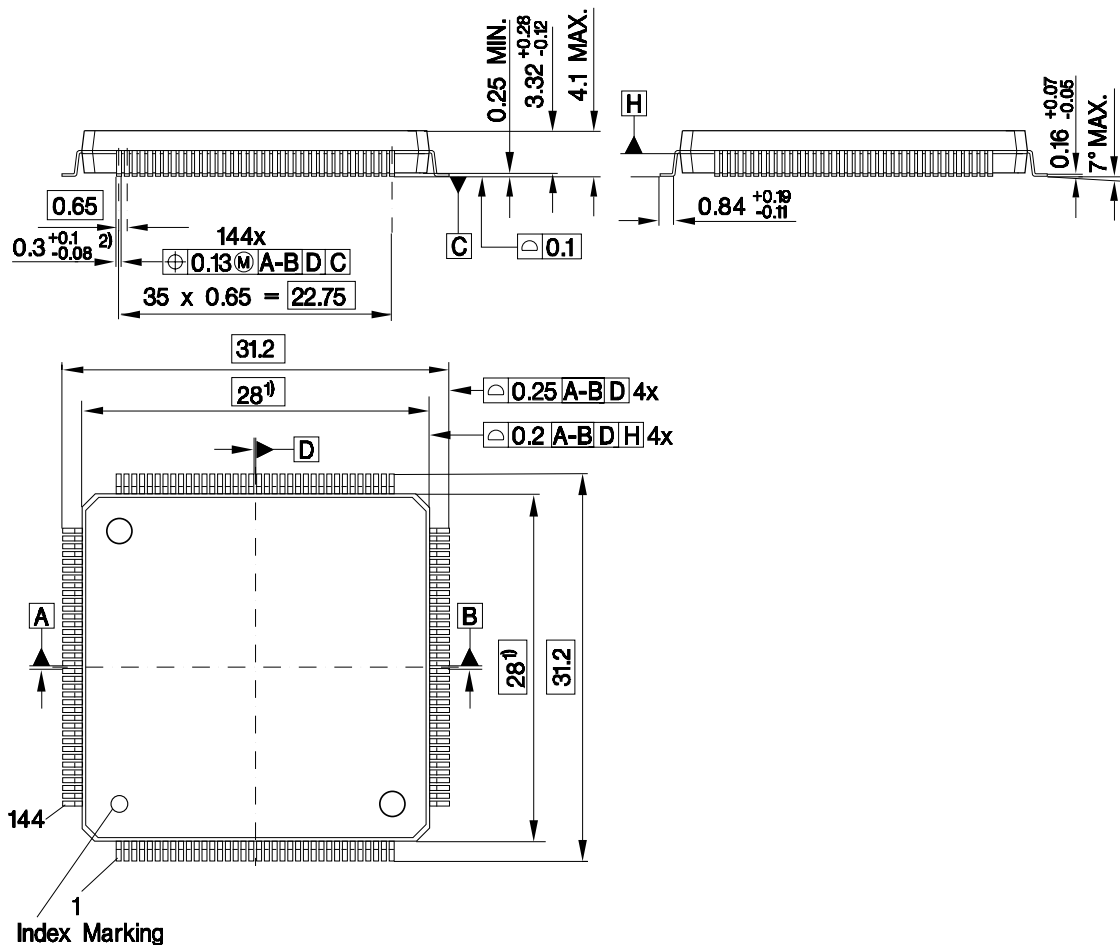 0.25 MIN.
3.32 +0.28 -0.12
4.1 MAX.
H
0.16 +0.07 -0.05
7° MAX.
0.65
0.3 +0.1 -0.08 2)
144x
0.13 Ⓜ A-B D C
C
0.1
0.84 +0.19 -0.11
35 x 0.65 = 22.75
31.2
28 1)
0.25 A-B D 4x
0.2 A-B D H 4x
D
A
B
28 1)
31.2
144
1
Index Marking